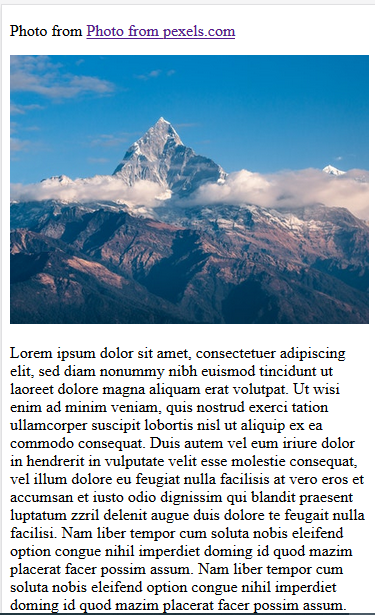 Photo from Photo from pexels.com
Lorem ipsum dolor sit amet, consectetuer adipiscing
elit, sed diam nonummy nibh euismod tincidunt ut
laoreet dolore magna aliquam erat volutpat. Ut wisi
enim ad minim veniam, quis nostrud exerci tation
ullamcorper suscipit lobortis nisl ut aliquip ex ea
commodo consequat. Duis autem vel eum iriure dolor
in hendrerit in vulputate velit esse molestie consequat,
vel illum dolore eu feugiat nulla facilisis at vero eros et
accumsan et iusto odio dignissim qui blandit praesent
luptatum zzril delenit augue duis dolore te feugait nulla
facilisi. Nam liber tempor cum soluta nobis eleifend
option congue nihil imperdiet doming id quod mazim
placerat facer possim assum. Nam liber tempor cum
soluta nobis eleifend option congue nihil imperdiet
doming id quod mazim placerat facer possim assum.